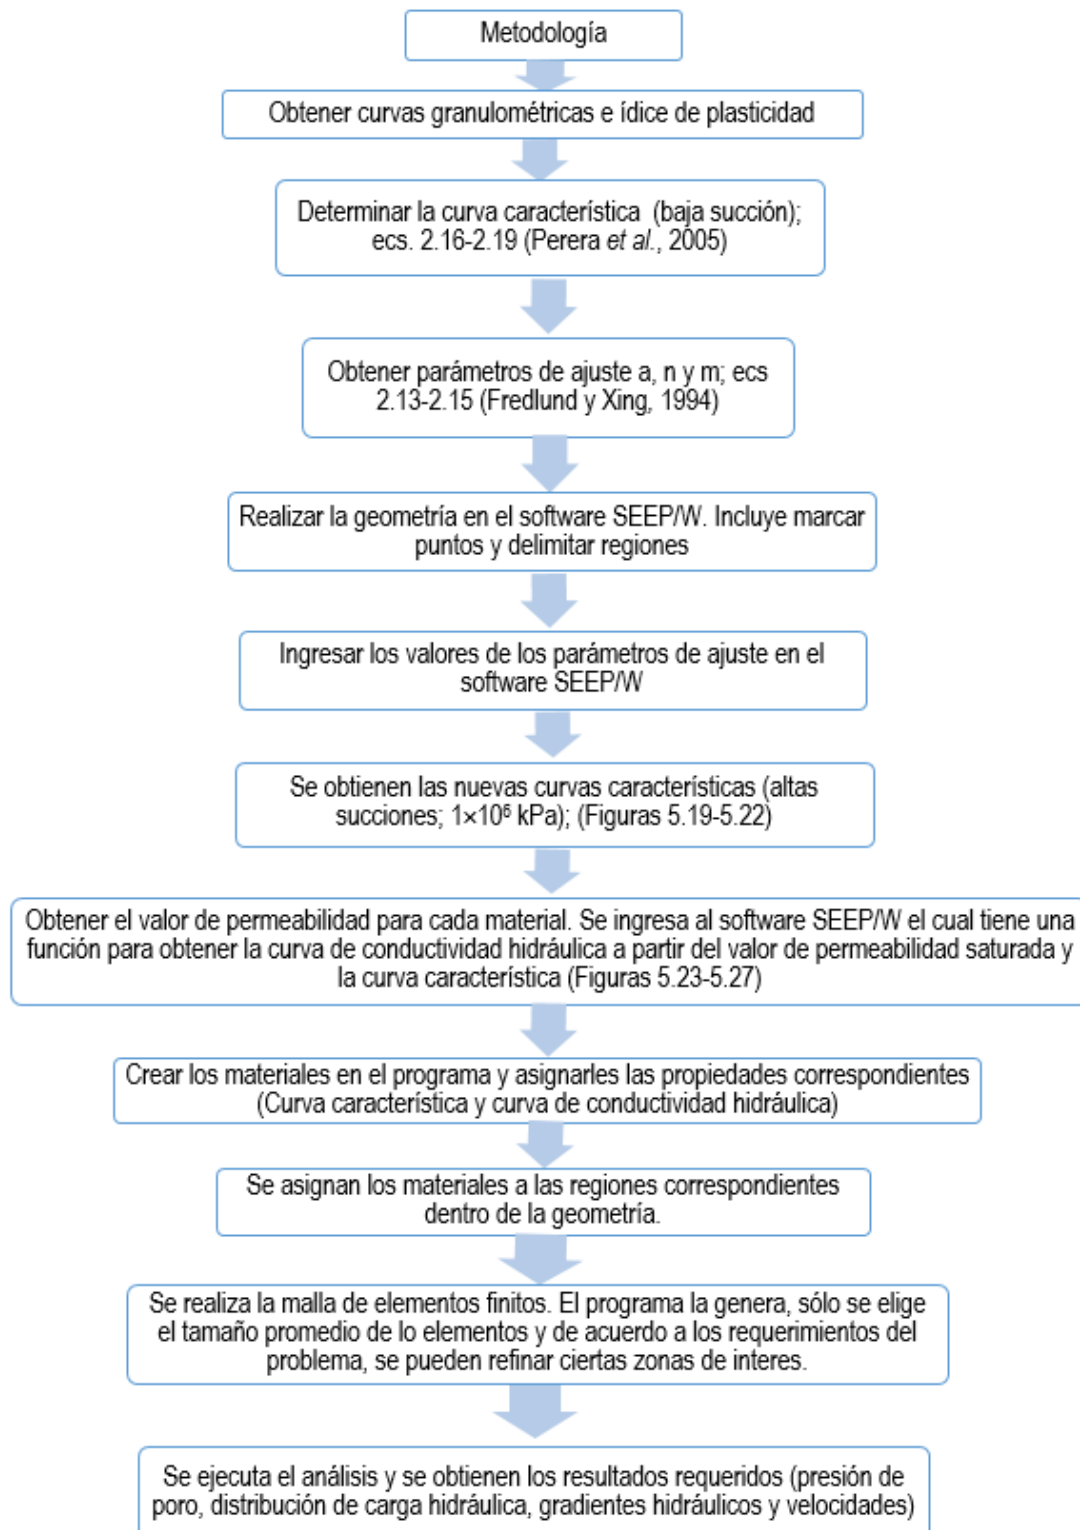 Metodología
Obtener curvas granulométricas e ídice de plasticidad
Determinar la curva característica (baja succión);
ecs. 2.16-2.19 (Perera et al., 2005)
Obtener parámetros de ajuste a, n y m; ecs
2.13-2.15 (Fredlund y Xing, 1994)
Realizar la geometría en el software SEEP/W. Incluye marcar
puntos y delimitar regiones
Ingresar los valores de los parámetros de ajuste en el
software SEEP/W
Se obtienen las nuevas curvas características (altas
succiones; 1×10⁶ kPa); (Figuras 5.19-5.22)
Obtener el valor de permeabilidad para cada material. Se ingresa al software SEEP/W el cual tiene una
función para obtener la curva de conductividad hidráulica a partir del valor de permeabilidad saturada y
la curva característica (Figuras 5.23-5.27)
Crear los materiales en el programa y asignarles las propiedades correspondientes
(Curva característica y curva de conductividad hidráulica)
Se asignan los materiales a las regiones correspondientes
dentro de la geometría.
Se realiza la malla de elementos finitos. El programa la genera, sólo se elige
el tamaño promedio de lo elementos y de acuerdo a los requerimientos del
problema, se pueden refinar ciertas zonas de interes.
Se ejecuta el análisis y se obtienen los resultados requeridos (presión de
poro, distribución de carga hidráulica, gradientes hidráulicos y velocidades)